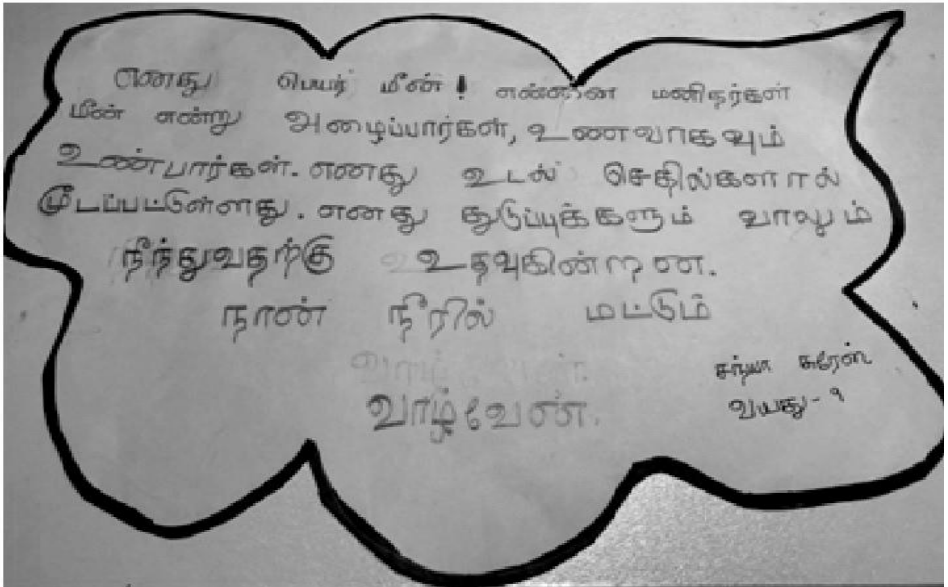 எனது பெயர் மீன்! என்னை மனிதர்கள்
மீன் என்று அழைப்பார்கள், உணவாகவும்
உண்பார்கள். எனது உடல் செதில்களால்
மூடப்பட்டுள்ளது. எனது துடுப்புக்களும் வாலும்
நீந்துவதற்கு உதவுகின்றன.
நான் நீரில் மட்டும்
வாழ்வேண்.
சந்யா சுரேஸ்
வயது - 9